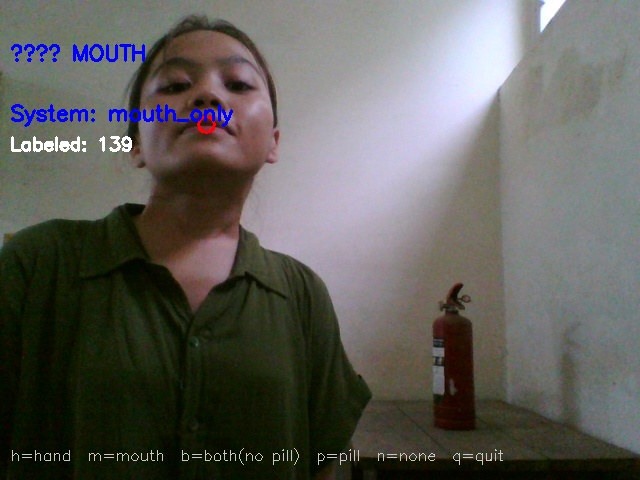 ???? MOUTH
System: mouth_only
Labeled: 139
h=hand m=mouth b=both(no pill) p=pill n=none q=quit